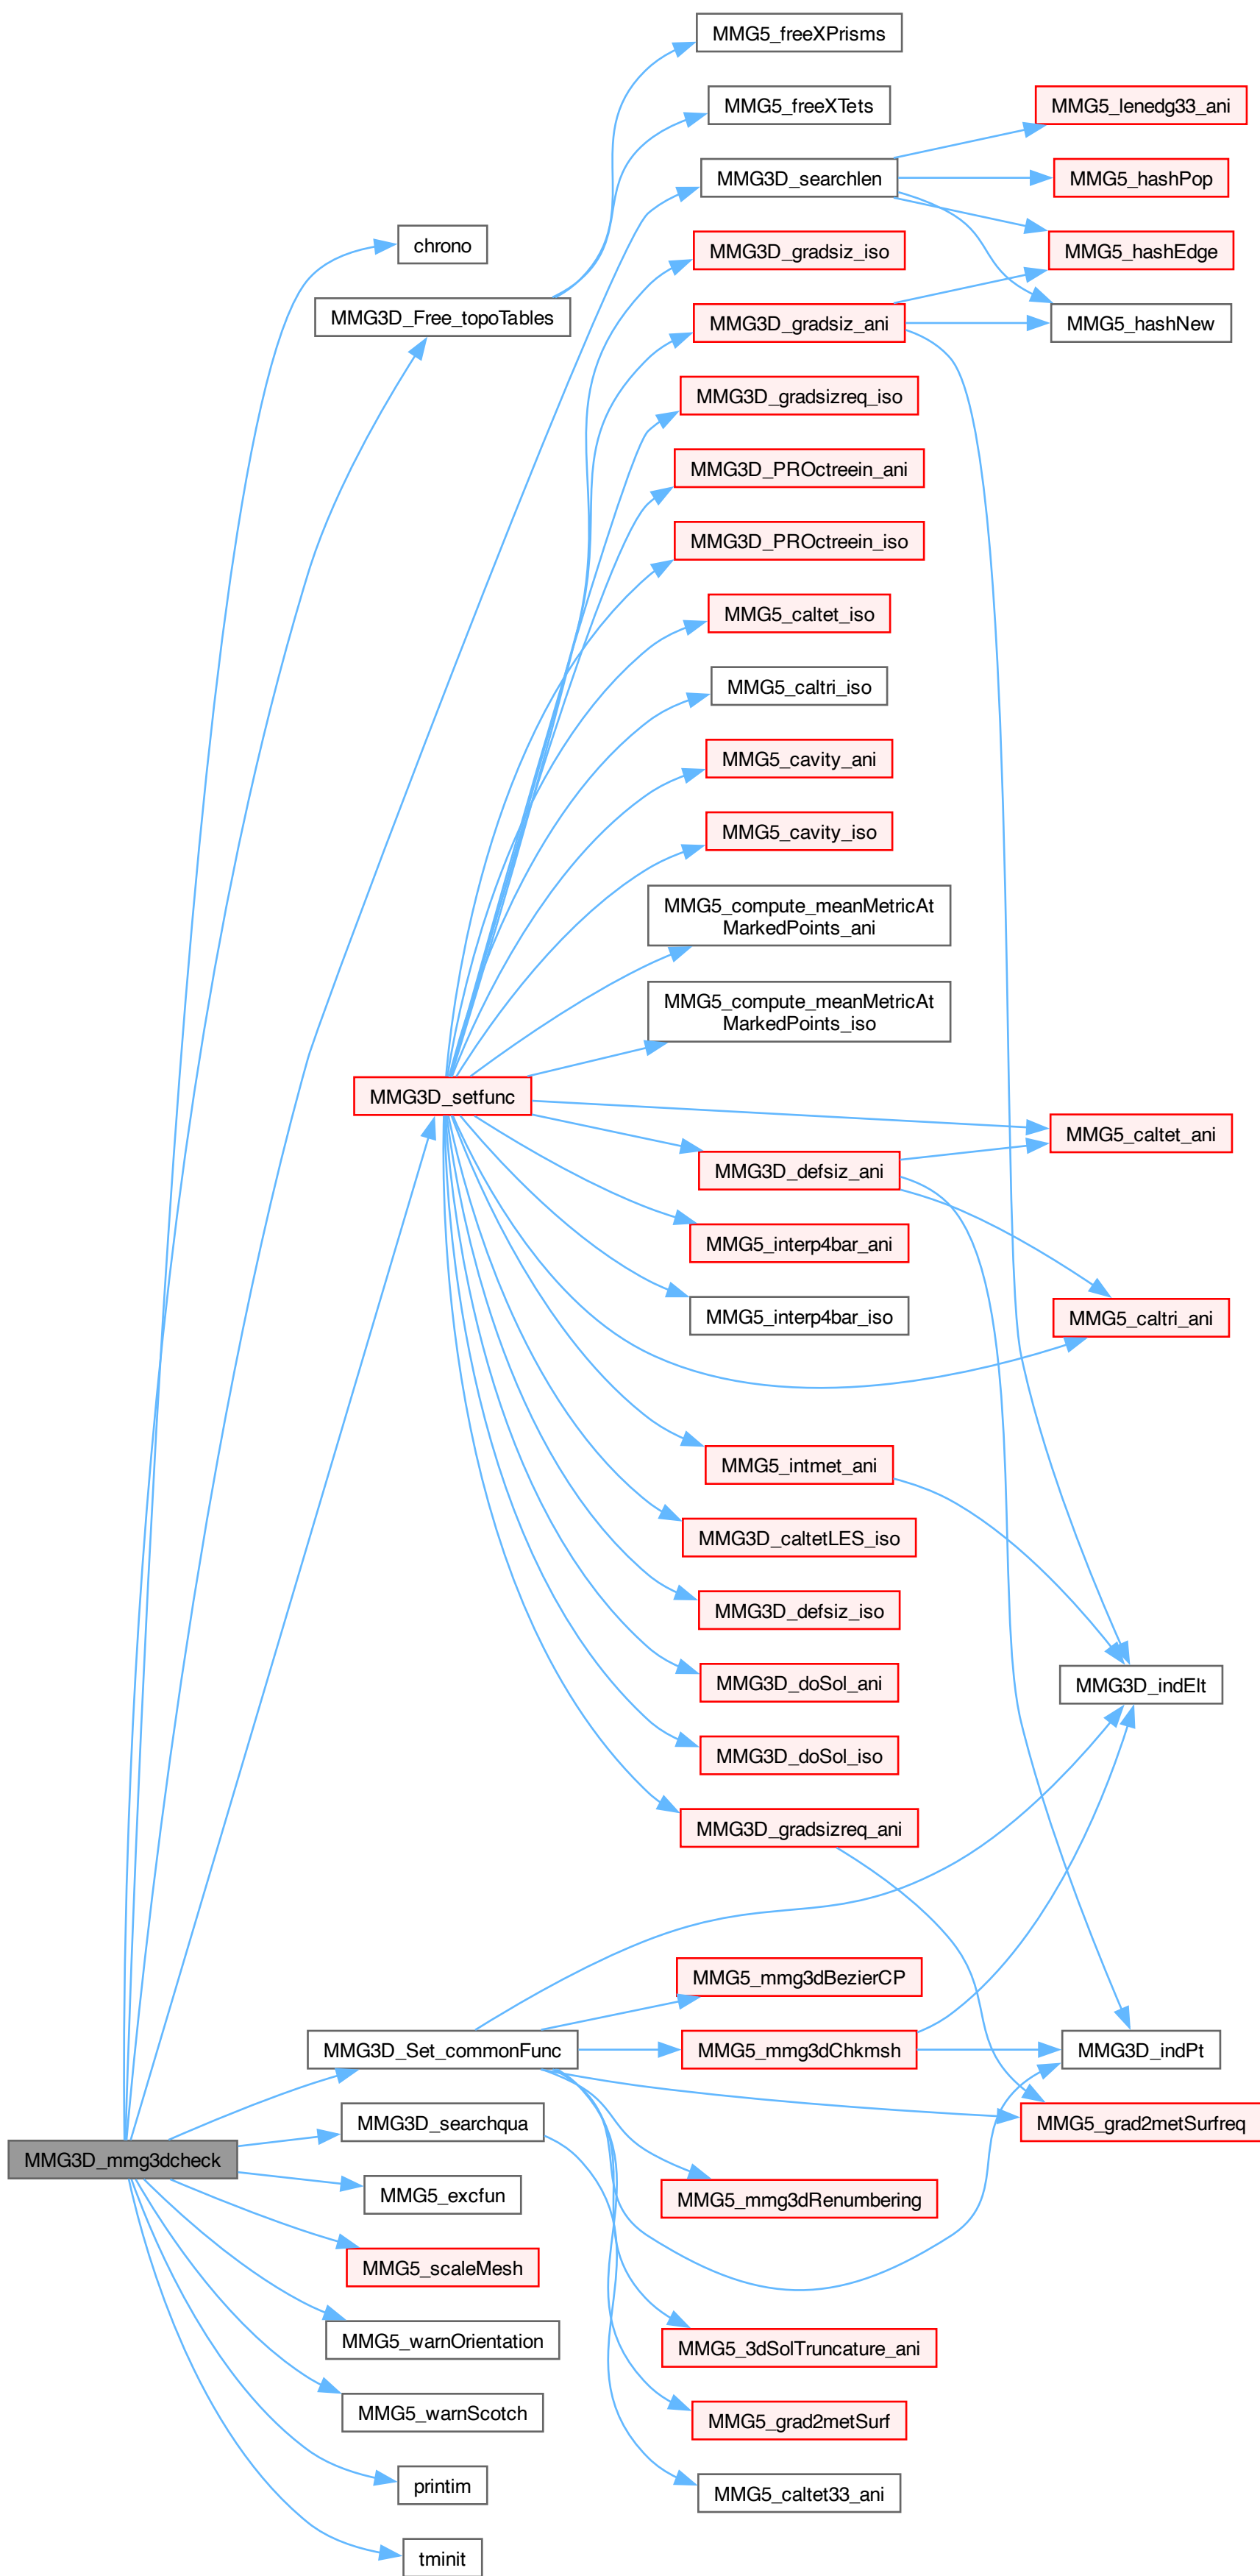 MMG5_freeXPrisms
MMG5_freeXTets
MMG5_lenedg33_ani
MMG3D_searchlen
MMG5_hashPop
chrono
MMG3D_gradsiz_iso
MMG5_hashEdge
MMG3D_Free_topoTables
MMG3D_gradsiz_ani
MMG5_hashNew
MMG3D_gradsizreq_iso
MMG3D_PROctreein_ani
MMG3D_PROctreein_iso
MMG5_caltet_iso
MMG5_caltri_iso
MMG5_cavity_ani
MMG5_cavity_iso
MMG5_compute_meanMetricAt
MarkedPoints_ani
MMG5_compute_meanMetricAt
MarkedPoints_iso
MMG3D_setfunc
MMG5_caltet_ani
MMG3D_defsiz_ani
MMG5_interp4bar_ani
MMG5_interp4bar_iso
MMG5_caltri_ani
MMG5_intmet_ani
MMG3D_caltetLES_iso
MMG3D_defsiz_iso
MMG3D_doSol_ani
MMG3D_indElt
MMG3D_doSol_iso
MMG3D_gradsizreq_ani
MMG5_mmg3dBezierCP
MMG3D_Set_commonFunc
MMG5_mmg3dChkmsh
MMG3D_indPt
MMG3D_searchqua
MMG5_grad2metSurfreq
MMG3D_mmg3dcheck
MMG5_excfun
MMG5_mmg3dRenumbering
MMG5_scaleMesh
MMG5_warnOrientation
MMG5_3dSolTruncature_ani
MMG5_warnScotch
MMG5_grad2metSurf
printim
MMG5_caltet33_ani
tminit